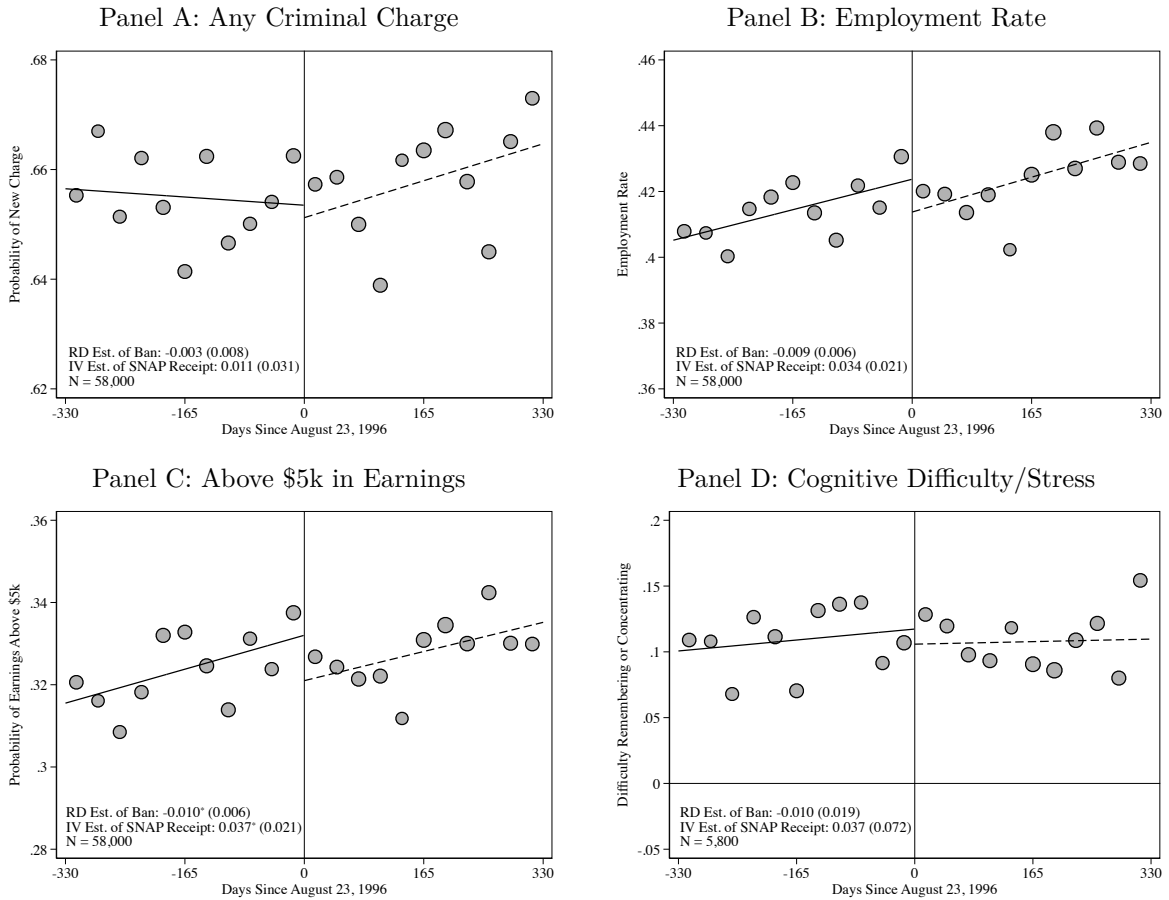 Panel A: Any Criminal Charge
Probability of New Charge
.68
.66
.64
.62
RD Est. of Ban: -0.003 (0.008)
IV Est. of SNAP Receipt: 0.011 (0.031)
N = 58,000
-330
-165
0
165
330
Days Since August 23, 1996
Panel B: Employment Rate
Employment Rate
.46
.44
.42
.4
.38
.36
RD Est. of Ban: -0.009 (0.006)
IV Est. of SNAP Receipt: 0.034 (0.021)
N = 58,000
-330
-165
0
165
330
Days Since August 23, 1996
Panel C: Above $5k in Earnings
Probability of Earnings Above $5k
.36
.34
.32
.3
.28
RD Est. of Ban: -0.010* (0.006)
IV Est. of SNAP Receipt: 0.037* (0.021)
N = 58,000
-330
-165
0
165
330
Days Since August 23, 1996
Panel D: Cognitive Difficulty/Stress
Difficulty Remembering or Concentrating
.2
.15
.1
.05
0
-.05
RD Est. of Ban: -0.010 (0.019)
IV Est. of SNAP Receipt: 0.037 (0.072)
N = 5,800
-330
-165
0
165
330
Days Since August 23, 1996